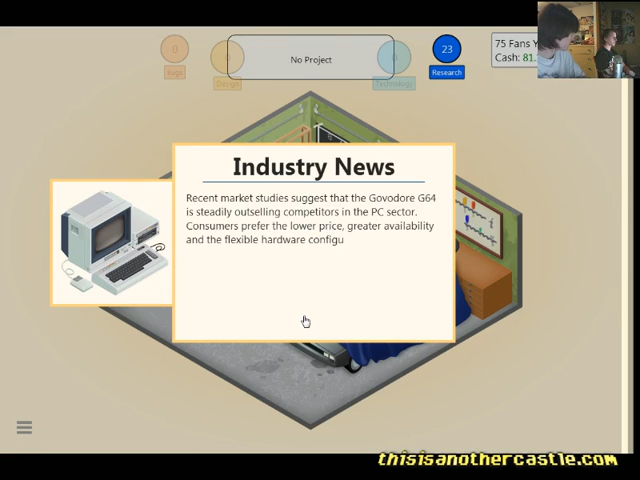 0
0
No Project
0
23
75 Fans Y
Bugs
Design
Technology
Research
Cash: 81.
Industry News
Recent market studies suggest that the Govodore G64
is steadily outselling competitors in the PC sector.
Consumers prefer the lower price, greater availability
and the flexible hardware configu
thisisanothercastle.com